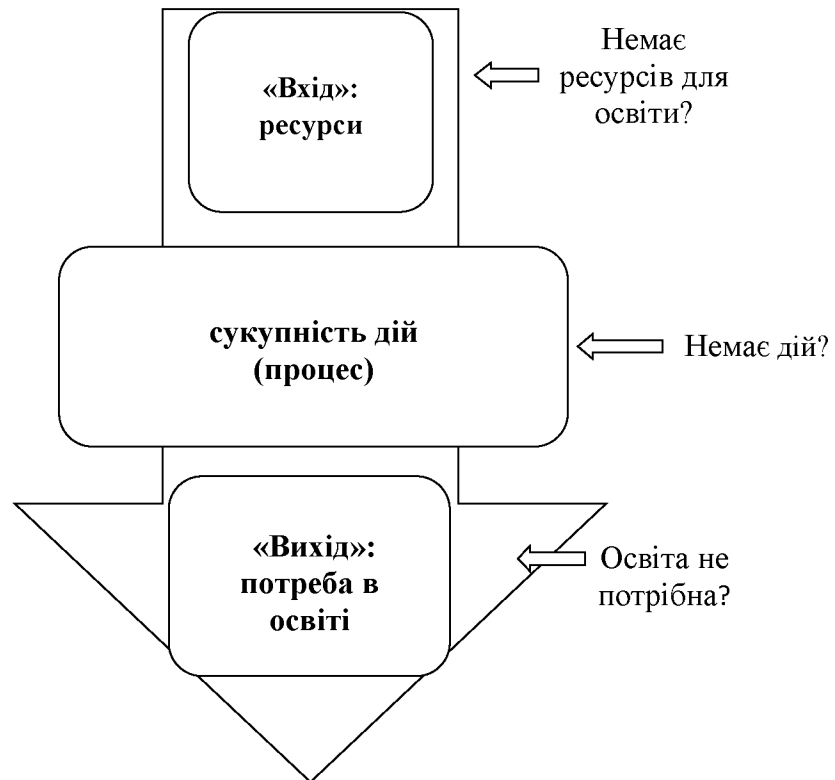 «Вхід»:
ресурси
Немає
ресурсів для
освіти?
сукупність дій
(процес)
Немає дій?
«Вихід»:
потреба в
освіті
Освіта не
потрібна?